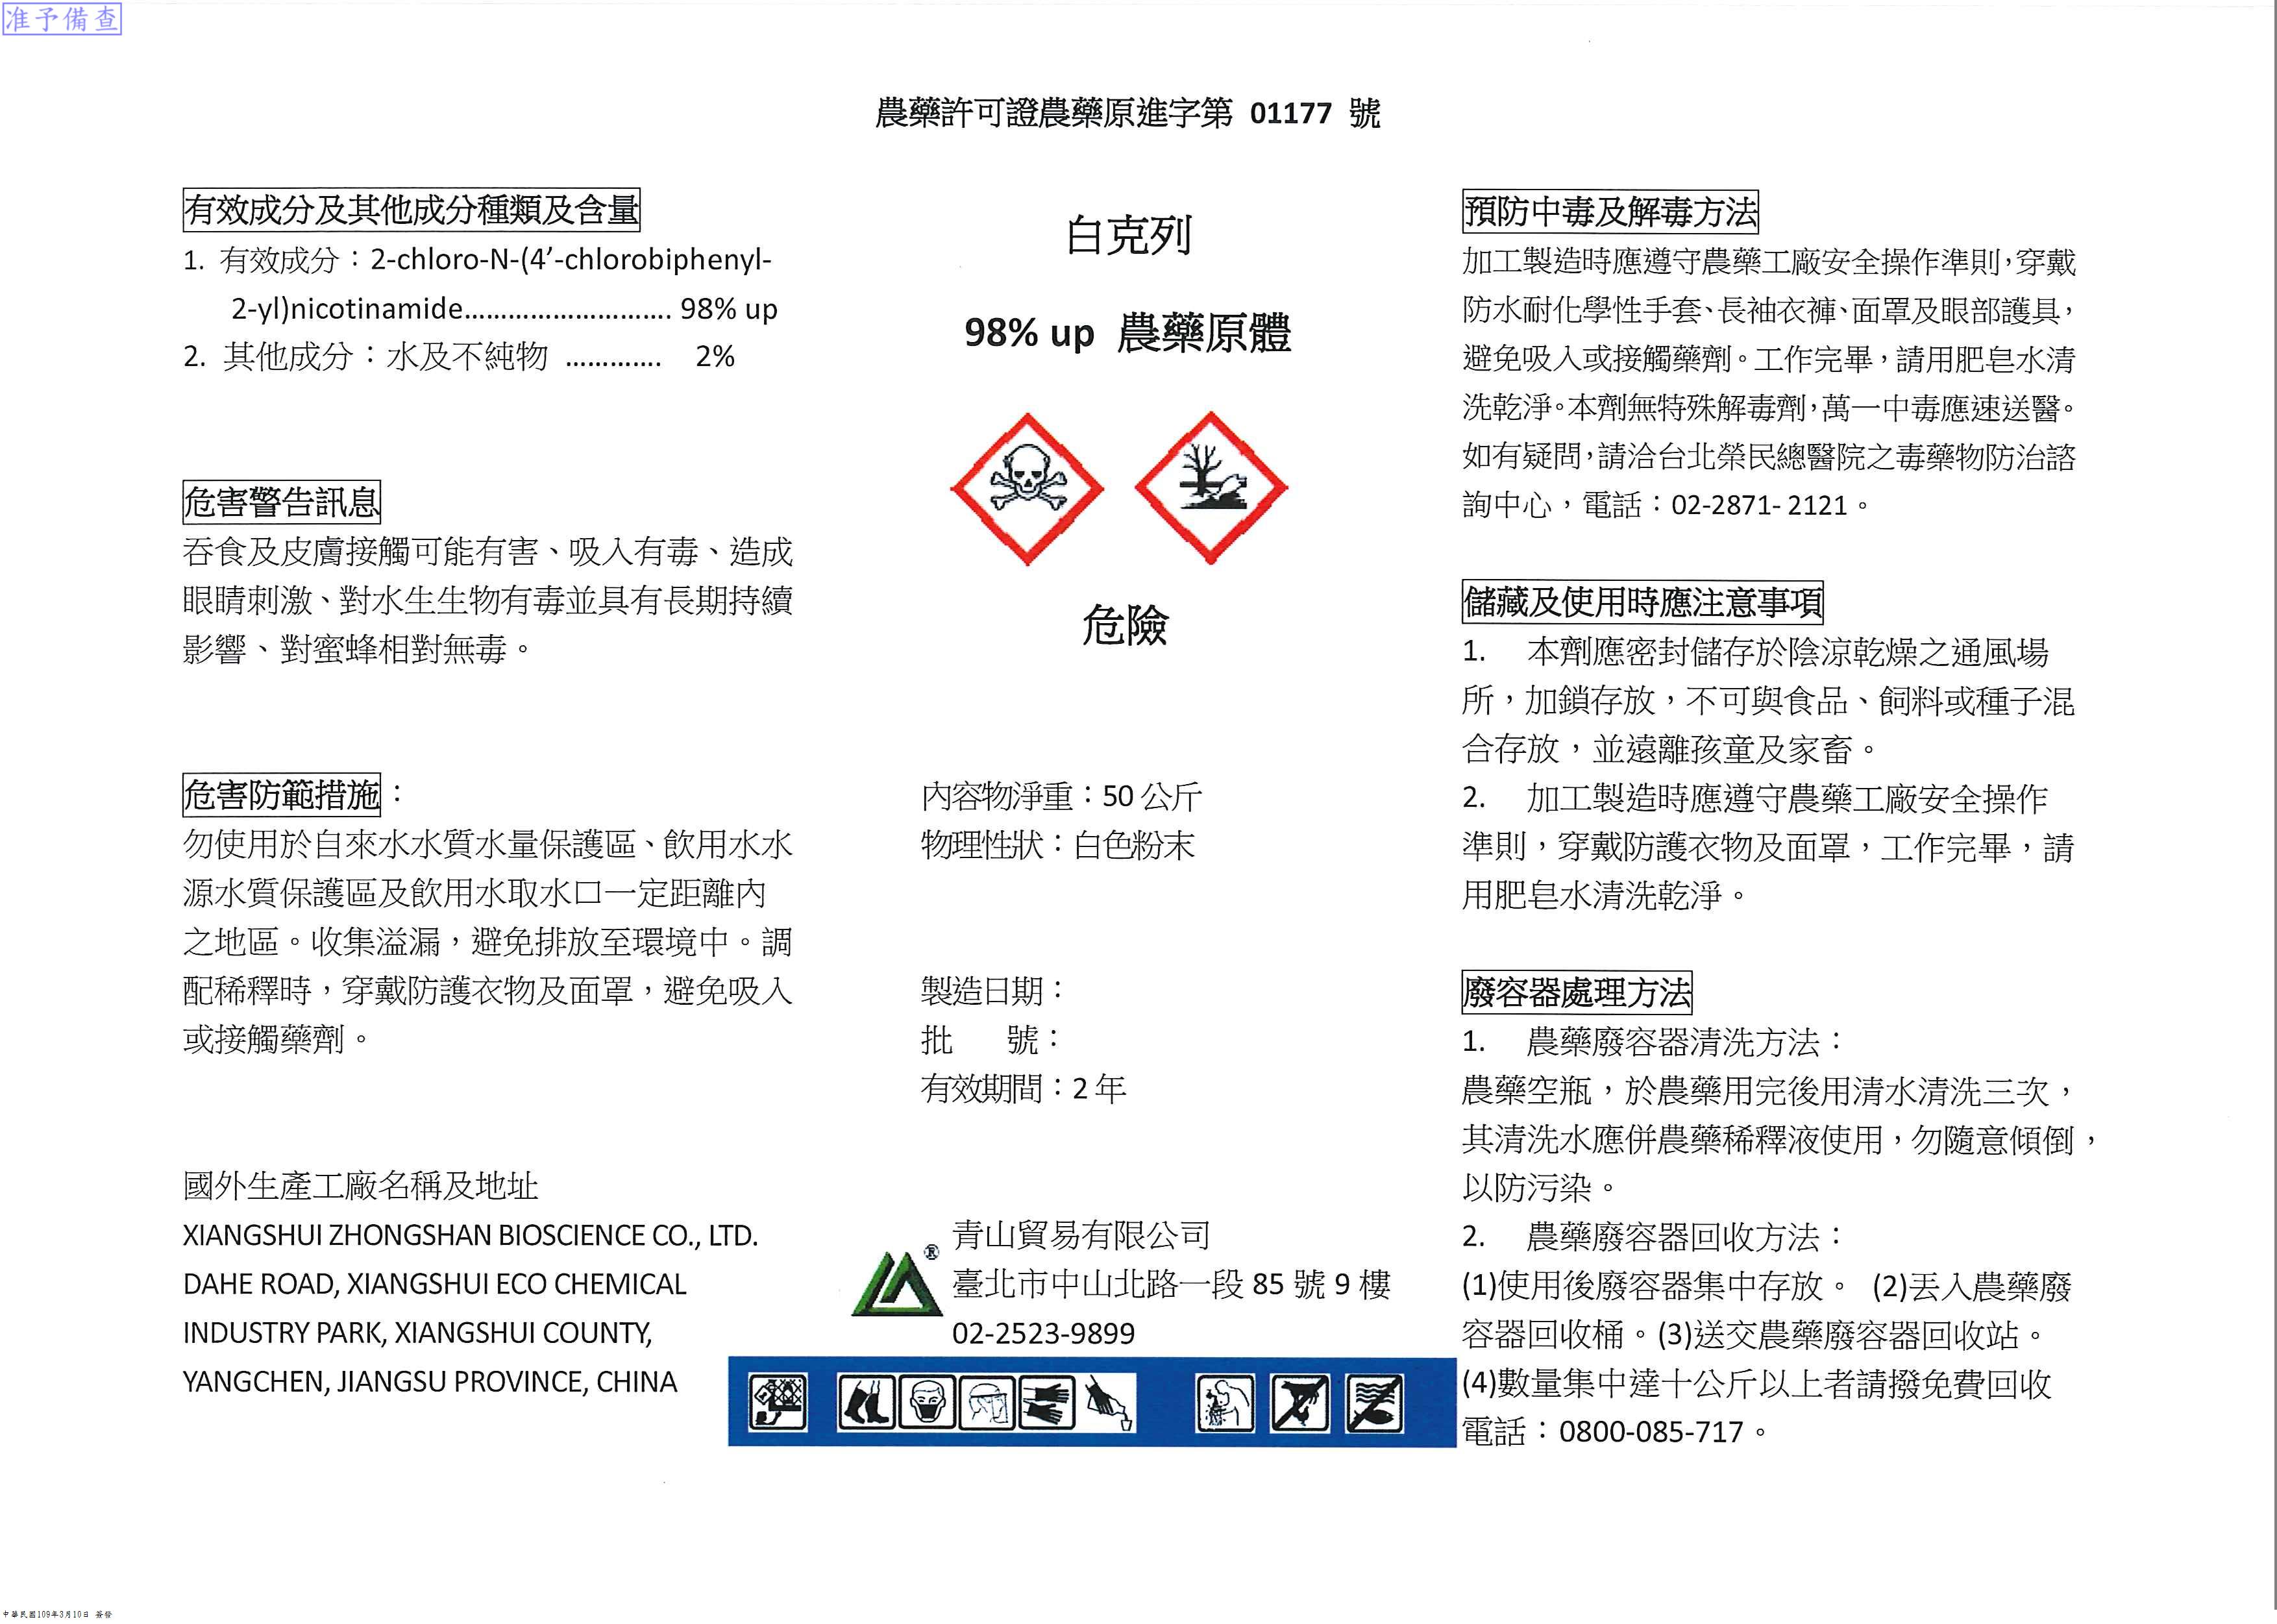 准予備查
農藥許可證農藥原進字第 01177 號
有效成分及其他成分種類及含量
1. 有效成分：2-chloro-N-(4’-chlorobiphenyl-
2-yl)nicotinamide………………………. 98% up
2. 其他成分：水及不純物 …………. 2%
危害警告訊息
吞食及皮膚接觸可能有害、吸入有毒、造成
眼睛刺激、對水生生物有毒並具有長期持續
影響、對蜜蜂相對無毒。
危害防範措施：
勿使用於自來水水質水量保護區、飲用水水
源水質保護區及飲用水取水口一定距離內
之地區。收集溢漏，避免排放至環境中。調
配稀釋時，穿戴防護衣物及面罩，避免吸入
或接觸藥劑。
國外生產工廠名稱及地址
XIANGSHUI ZHONGSHAN BIOSCIENCE CO., LTD.
DAHE ROAD, XIANGSHUI ECO CHEMICAL
INDUSTRY PARK, XIANGSHUI COUNTY,
YANGCHEN, JIANGSU PROVINCE, CHINA
白克列
98% up 農藥原體
危險
內容物淨重：50 公斤
物理性狀：白色粉末
製造日期：
批 號：
有效期間：2 年
®
青山貿易有限公司
臺北市中山北路一段 85 號 9 樓
02-2523-9899
預防中毒及解毒方法
加工製造時應遵守農藥工廠安全操作準則，穿戴
防水耐化學性手套、長袖衣褲、面罩及眼部護具，
避免吸入或接觸藥劑。工作完畢，請用肥皂水清
洗乾淨。本劑無特殊解毒劑，萬一中毒應速送醫。
如有疑問，請洽台北榮民總醫院之毒藥物防治諮
詢中心，電話：02-2871- 2121。
儲藏及使用時應注意事項
1. 本劑應密封儲存於陰涼乾燥之通風場
所，加鎖存放，不可與食品、飼料或種子混
合存放，並遠離孩童及家畜。
2. 加工製造時應遵守農藥工廠安全操作
準則，穿戴防護衣物及面罩，工作完畢，請
用肥皂水清洗乾淨。
廢容器處理方法
1. 農藥廢容器清洗方法：
農藥空瓶，於農藥用完後用清水清洗三次，
其清洗水應併農藥稀釋液使用，勿隨意傾倒，
以防污染。
2. 農藥廢容器回收方法：
(1)使用後廢容器集中存放。 (2)丟入農藥廢
容器回收桶。(3)送交農藥廢容器回收站。
(4)數量集中達十公斤以上者請撥免費回收
電話：0800-085-717。
中華民國109年3月10日 簽發